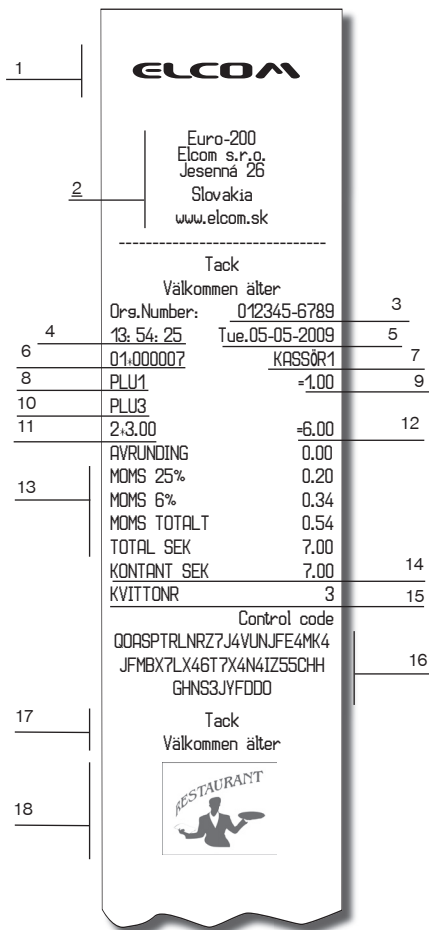 1
ELCOM
2
Euro-200
Elcom s.r.o.
Jesenná 26
Slovakia
www.elcom.sk
------------------------------
Tack
Välkommen älter
Org.Number: 012345-6789 3
4 13: 54: 25 Tue.05-05-2009 5
6 01*000007 KASSÖR1 7
8 PLU1 =1.00 9
10 PLU3
11 2*3.00 =6.00 12
AVRUNDING 0.00
13 MOMS 25% 0.20
MOMS 6% 0.34
MOMS TOTALT 0.54
TOTAL SEK 7.00
KONTANT SEK 7.00 14
KVITTONR 3 15
Control code
QOASPTRLNRZ7J4VUNJFE4MK4
JFMBX7LX46T7X4N4IZ55CHH 16
GHNS3JYFDDO
17 Tack
Välkommen älter
18 RESTAURANT